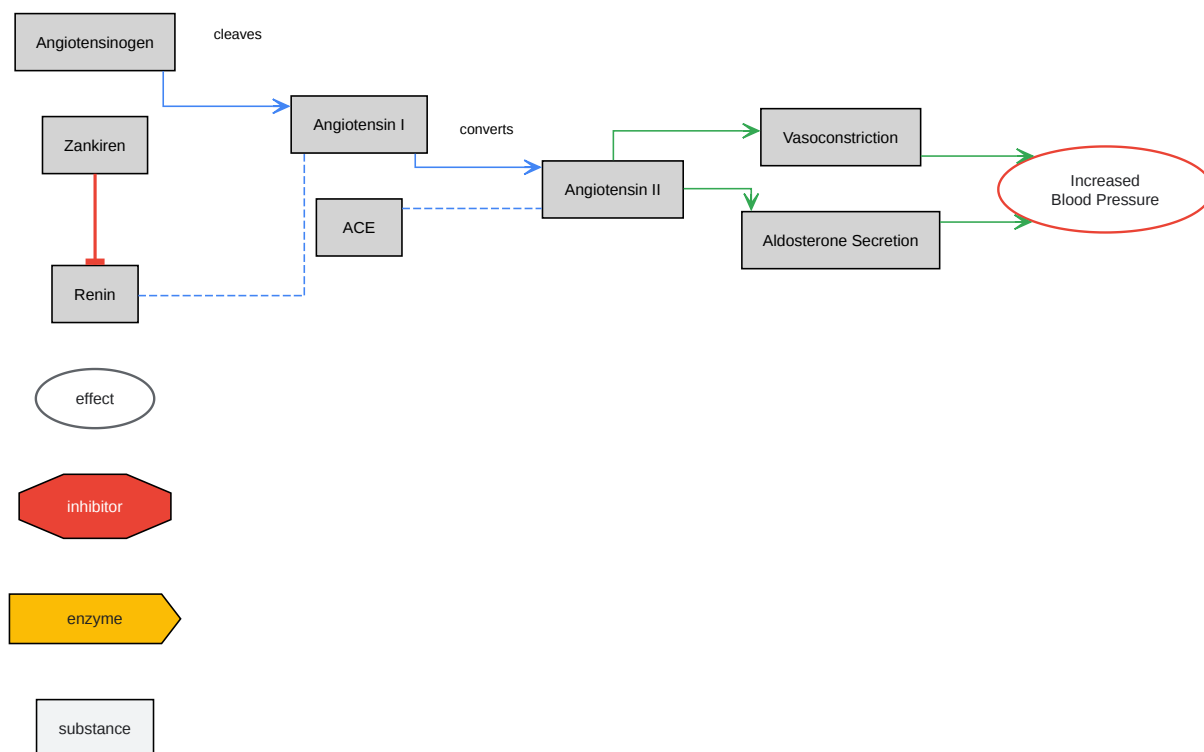 Angiotensinogen
cleaves
Zankiren
Angiotensin I
converts
Vasoconstriction
Increased
Blood Pressure
Angiotensin II
ACE
Aldosterone Secretion
Renin
effect
inhibitor
enzyme
substance